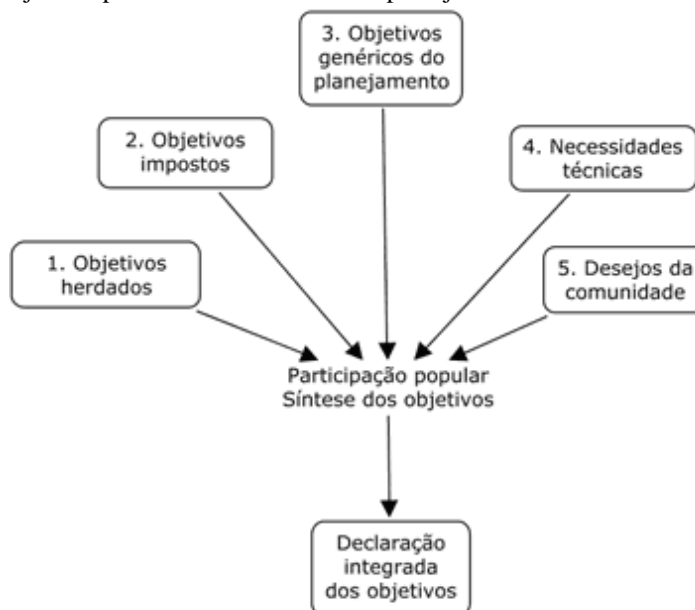 3. Objetivos
genéricos do
planejamento
2. Objetivos
impostos
4. Necessidades
técnicas
1. Objetivos
herdados
5. Desejos da
comunidade
Participação popular
Síntese dos objetivos
Declaração
integrada
dos objetivos